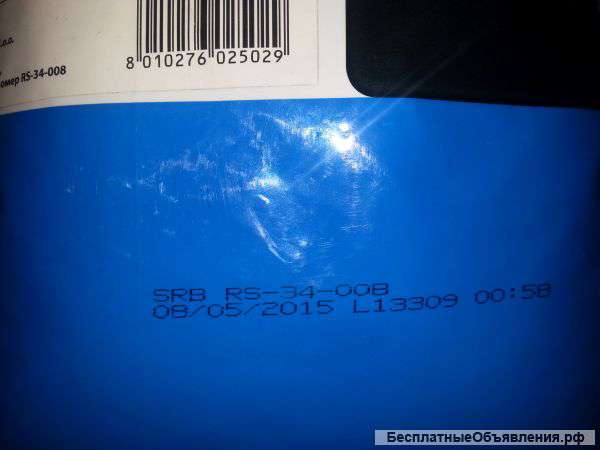 d.o.o.
омер RS-34-008
8 010276 025029
SRB RS-34-008
08/05/2015 L13309 00:58
БесплатныеОбъявления.рф